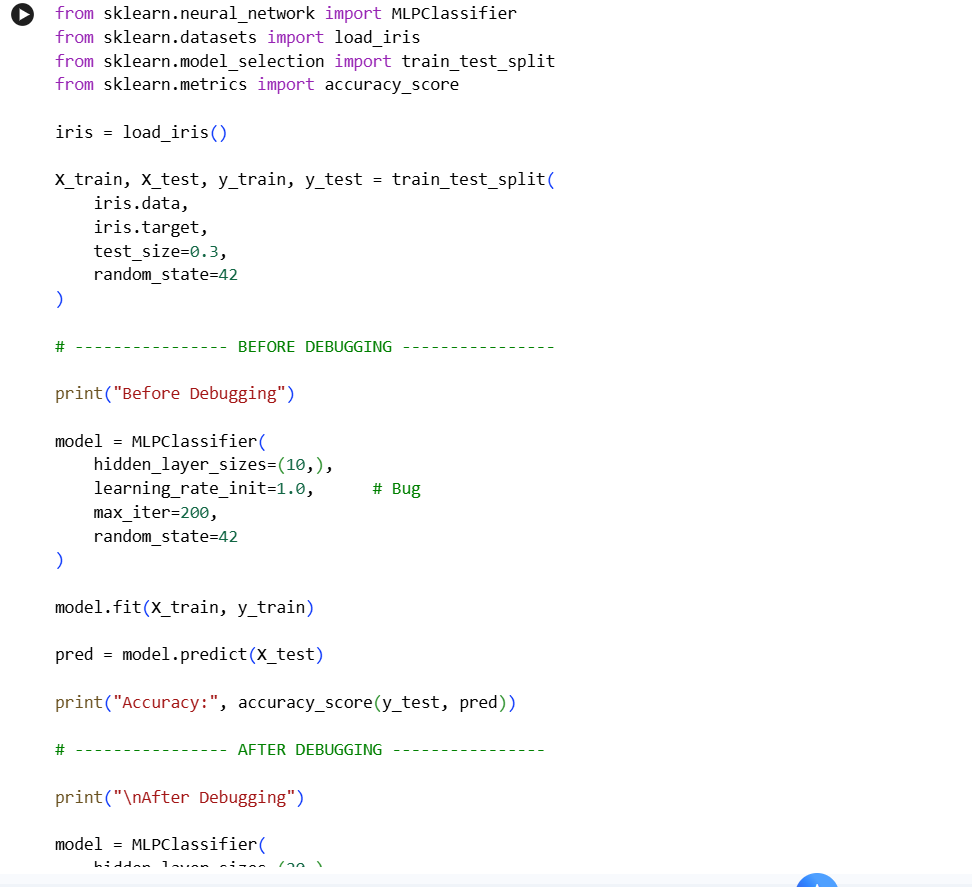 from sklearn.neural_network import MLPClassifier
from sklearn.datasets import load_iris
from sklearn.model_selection import train_test_split
from sklearn.metrics import accuracy_score
iris = load_iris()
X_train, X_test, y_train, y_test = train_test_split(
    iris.data,
    iris.target,
    test_size=0.3,
    random_state=42
)
# ---------------- BEFORE DEBUGGING ----------------
print("Before Debugging")
model = MLPClassifier(
    hidden_layer_sizes=(10,),
    learning_rate_init=1.0,      # Bug
    max_iter=200,
    random_state=42
)
model.fit(X_train, y_train)
pred = model.predict(X_test)
print("Accuracy:", accuracy_score(y_test, pred))
# ---------------- AFTER DEBUGGING ----------------
print("\nAfter Debugging")
model = MLPClassifier(